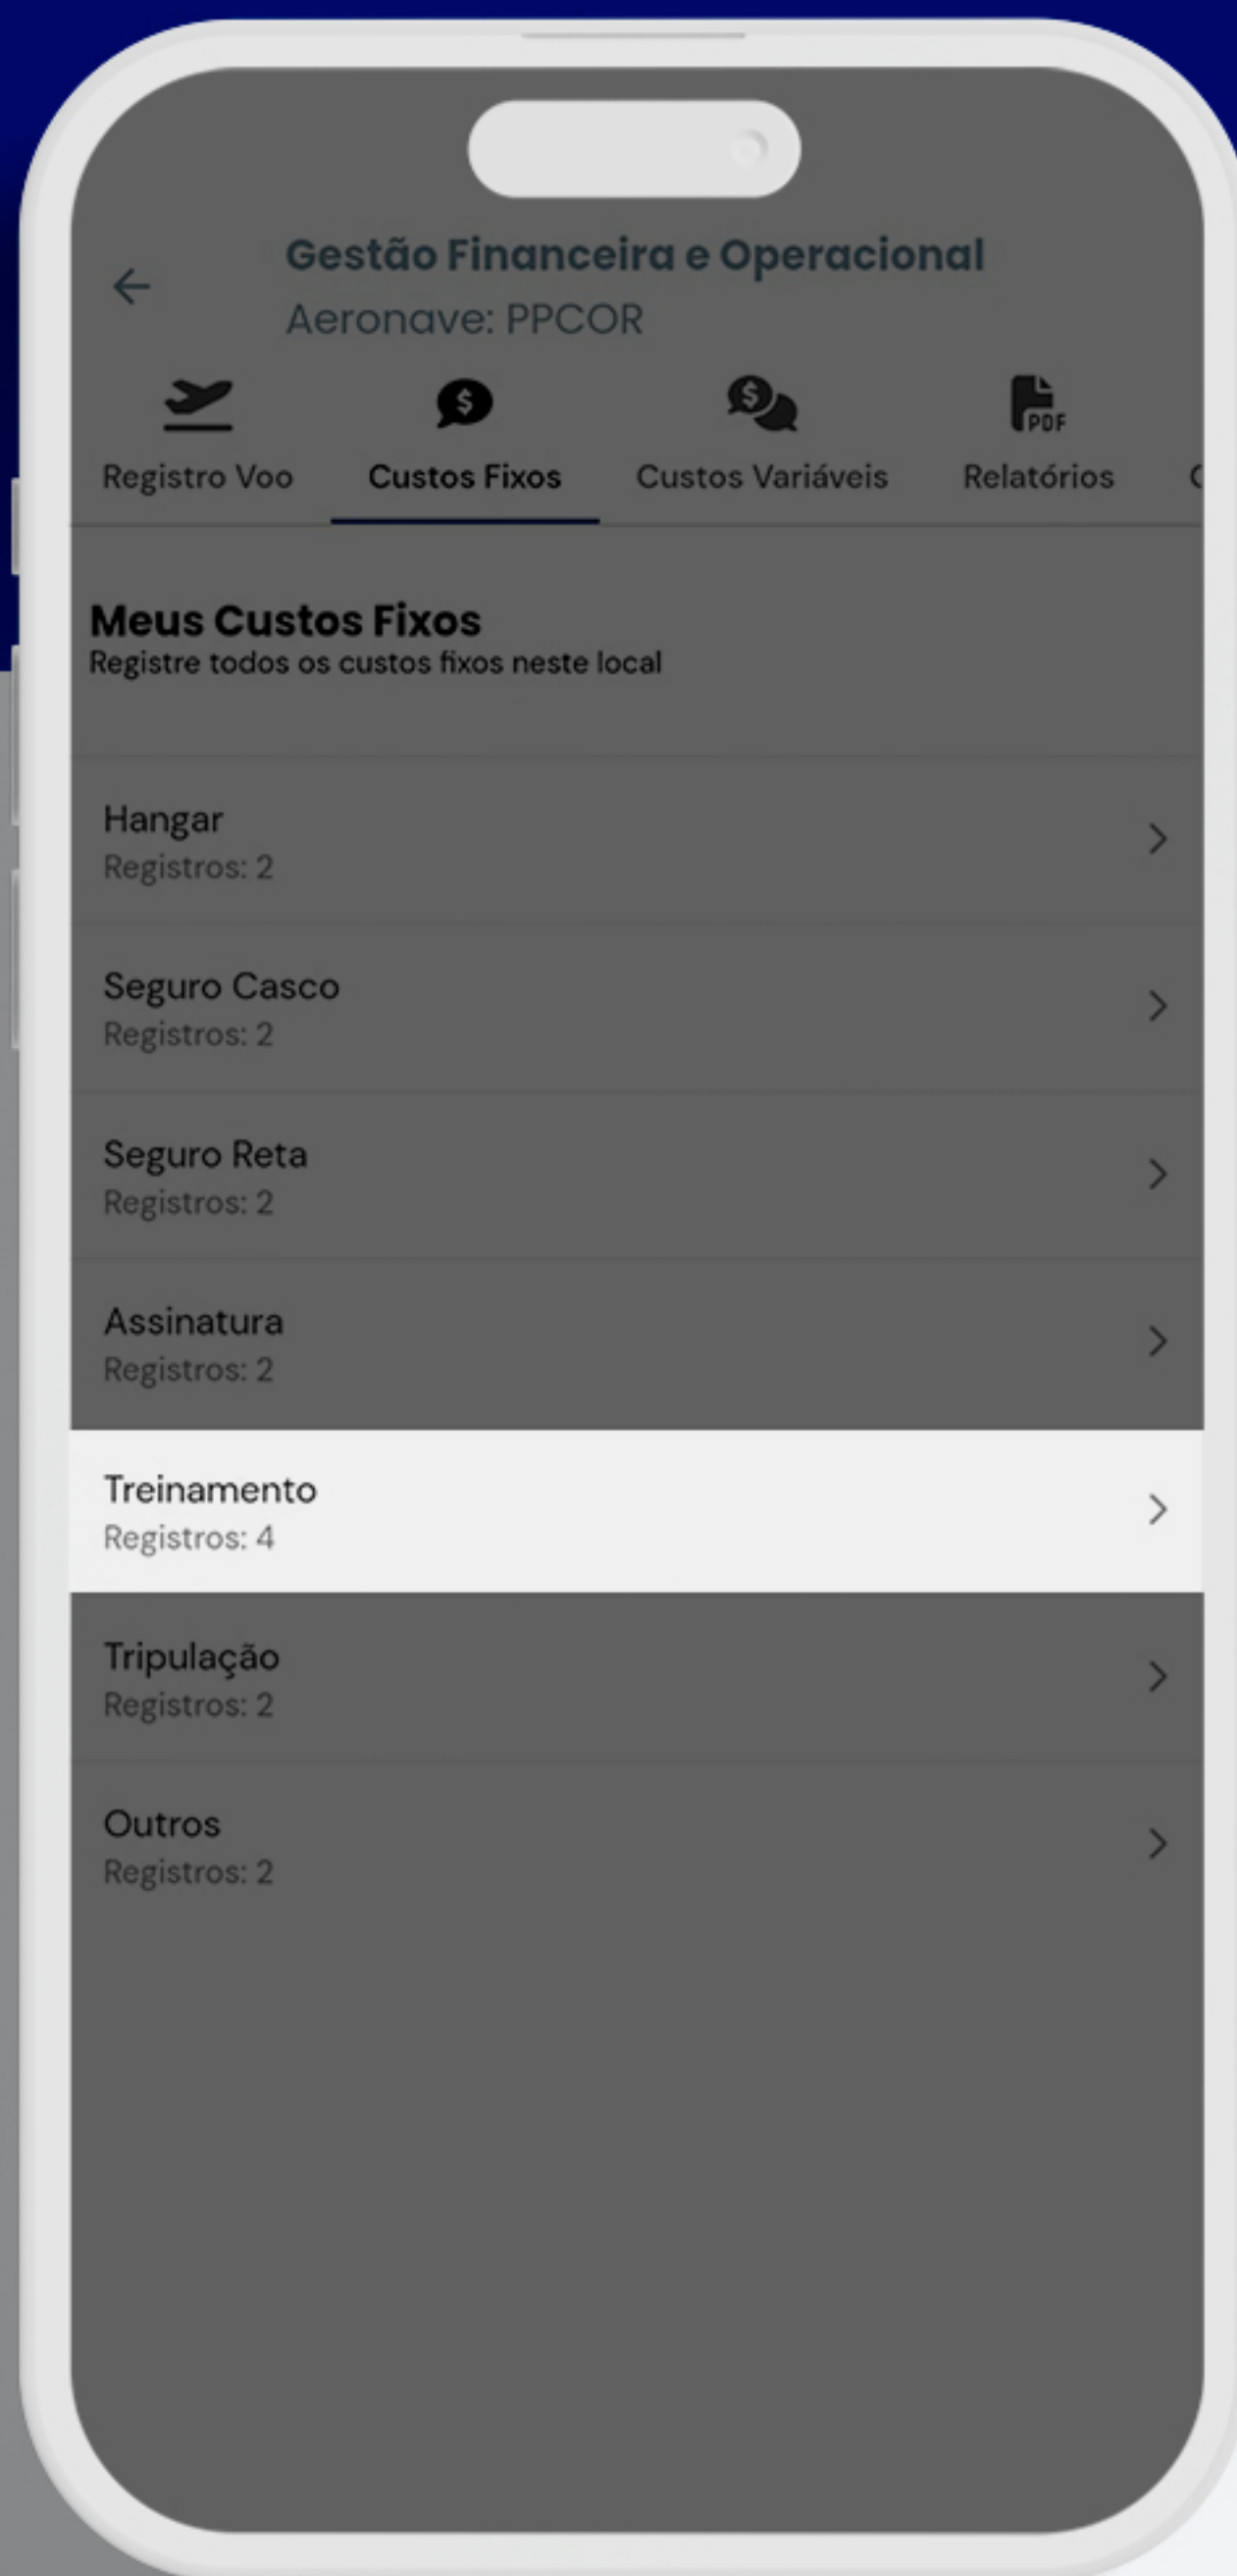 Gestão Financeira e Operacional
Aeronave: PPCOR
PDF
Registro Voo Custos Fixos Custos Variáveis Relatórios
Meus Custos Fixos
Registre todos os custos fixos neste local
Hangar
Registros: 2
Seguro Casco
Registros: 2
Seguro Reta
Registros: 2
Assinatura
Registros: 2
Treinamento
Registros: 4
Tripulação
Registros: 2
Outros
Registros: 2